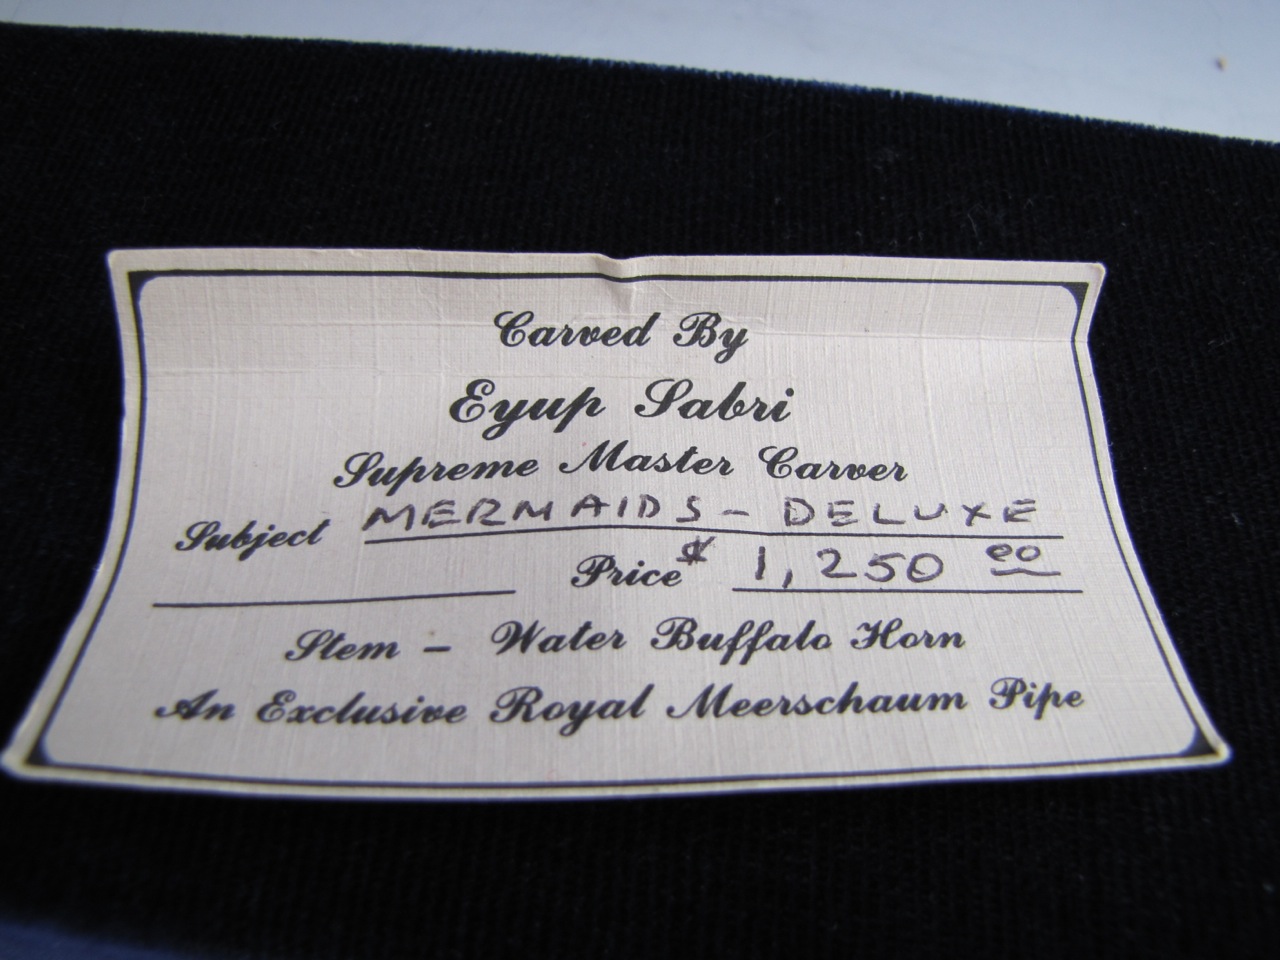 Carved By
Eyup Sabri
Supreme Master Carver
Subject MERMAIDS - DELUXE
Price $ 1,250 00
Stem - Water Buffalo Horn
An Exclusive Royal Meerschaum Pipe